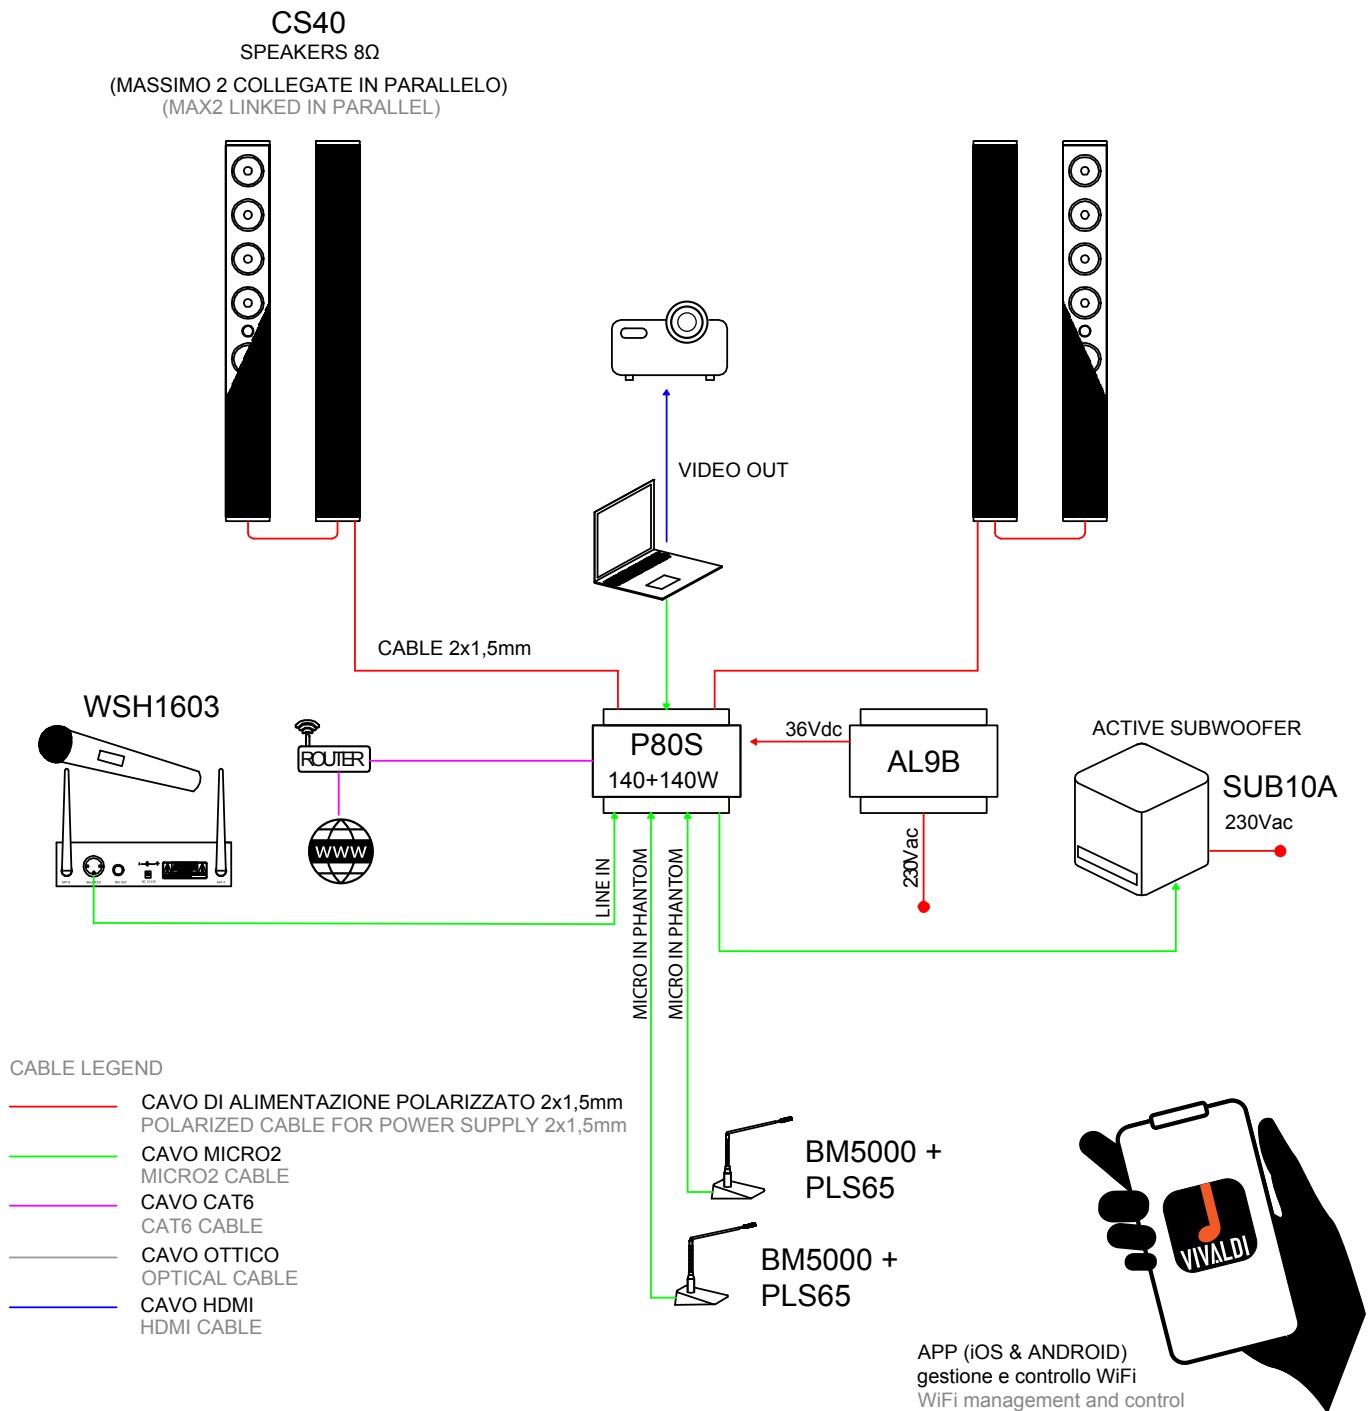 CS40
SPEAKERS 8Ω
(MASSIMO 2 COLLEGATE IN PARALLELO)
(MAX2 LINKED IN PARALLEL)
VIDEO OUT
CABLE 2x1,5mm
WSH1603
ROUTER
WWW
P80S
140+140W
36Vdc
AL9B
230Vac
ACTIVE SUBWOOFER
SUB10A
230Vac
LINE IN
MICRO IN PHANTOM
MICRO IN PHANTOM
CABLE LEGEND
CAVO DI ALIMENTAZIONE POLARIZZATO 2x1,5mm
POLARIZED CABLE FOR POWER SUPPLY 2x1,5mm
CAVO MICRO2
MICRO2 CABLE
CAVO CAT6
CAT6 CABLE
CAVO OTTICO
OPTICAL CABLE
CAVO HDMI
HDMI CABLE
BM5000 +
PLS65
BM5000 +
PLS65
VIVALDI
APP (iOS & ANDROID)
gestione e controllo WiFi
WiFi management and control